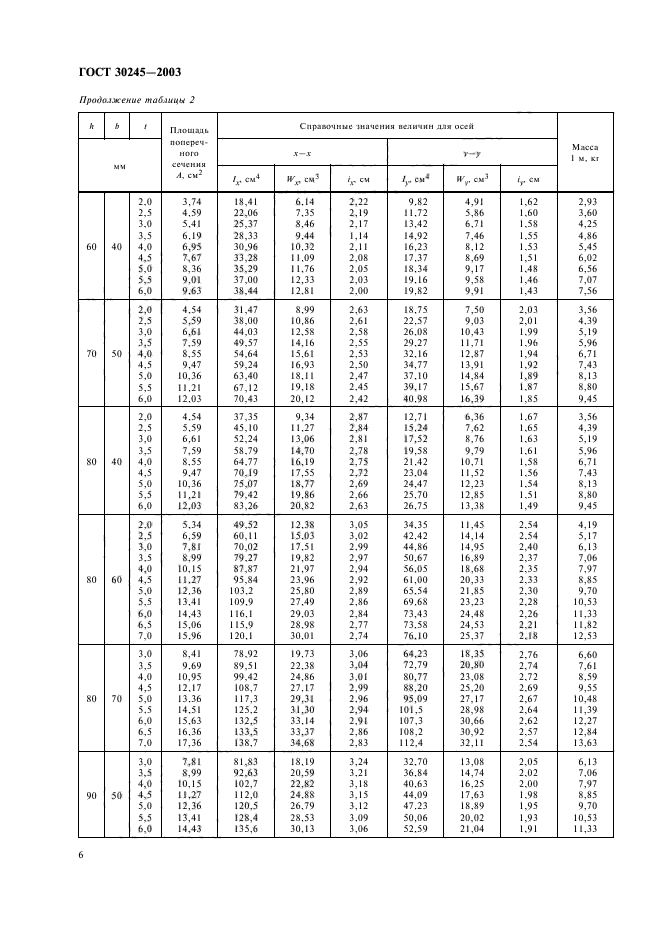 ГОСТ 30245—2003
Продолжение таблицы 2
h b t Площадь поперечного сечения A, см² Справочные значения величин для осей Масса 1 м, кг
мм x—x y—y
Ix, см⁴ Wx, см³ ix, см Iy, см⁴ Wy, см³ iy, см
2,0 3,74 18,41 6,14 2,22 9,82 4,91 1,62 2,93
2,5 4,59 22,06 7,35 2,19 11,72 5,86 1,60 3,60
3,0 5,41 25,37 8,46 2,17 13,42 6,71 1,58 4,25
3,5 6,19 28,33 9,44 1,14 14,92 7,46 1,55 4,86
60 40 4,0 6,95 30,96 10,32 2,11 16,23 8,12 1,53 5,45
4,5 7,67 33,28 11,09 2,08 17,37 8,69 1,51 6,02
5,0 8,36 35,29 11,76 2,05 18,34 9,17 1,48 6,56
5,5 9,01 37,00 12,33 2,03 19,16 9,58 1,46 7,07
6,0 9,63 38,44 12,81 2,00 19,82 9,91 1,43 7,56
2,0 4,54 31,47 8,99 2,63 18,75 7,50 2,03 3,56
2,5 5,59 38,00 10,86 2,61 22,57 9,03 2,01 4,39
3,0 6,61 44,03 12,58 2,58 26,08 10,43 1,99 5,19
3,5 7,59 49,57 14,16 2,55 29,27 11,71 1,96 5,96
70 50 4,0 8,55 54,64 15,61 2,53 32,16 12,87 1,94 6,71
4,5 9,47 59,24 16,93 2,50 34,77 13,91 1,92 7,43
5,0 10,36 63,40 18,11 2,47 37,10 14,84 1,89 8,13
5,5 11,21 67,12 19,18 2,45 39,17 15,67 1,87 8,80
6,0 12,03 70,43 20,12 2,42 40,98 16,39 1,85 9,45
2,0 4,54 37,35 9,34 2,87 12,71 6,36 1,67 3,56
2,5 5,59 45,10 11,27 2,84 15,24 7,62 1,65 4,39
3,0 6,61 52,24 13,06 2,81 17,52 8,76 1,63 5,19
3,5 7,59 58,79 14,70 2,78 19,58 9,79 1,61 5,96
80 40 4,0 8,55 64,77 16,19 2,75 21,42 10,71 1,58 6,71
4,5 9,47 70,19 17,55 2,72 23,04 11,52 1,56 7,43
5,0 10,36 75,07 18,77 2,69 24,47 12,23 1,54 8,13
5,5 11,21 79,42 19,86 2,66 25,70 12,85 1,51 8,80
6,0 12,03 83,26 20,82 2,63 26,75 13,38 1,49 9,45
2,0 5,34 49,52 12,38 3,05 34,35 11,45 2,54 4,19
2,5 6,59 60,11 15,03 3,02 42,42 14,14 2,54 5,17
3,0 7,81 70,02 17,51 2,99 44,86 14,95 2,40 6,13
3,5 8,99 79,27 19,82 2,97 50,67 16,89 2,37 7,06
4,0 10,15 87,87 21,97 2,94 56,05 18,68 2,35 7,97
80 60 4,5 11,27 95,84 23,96 2,92 61,00 20,33 2,33 8,85
5,0 12,36 103,2 25,80 2,89 65,54 21,85 2,30 9,70
5,5 13,41 109,9 27,49 2,86 69,68 23,23 2,28 10,53
6,0 14,43 116,1 29,03 2,84 73,43 24,48 2,26 11,33
6,5 15,06 115,9 28,98 2,77 73,58 24,53 2,21 11,82
7,0 15,96 120,1 30,01 2,74 76,10 25,37 2,18 12,53
3,0 8,41 78,92 19,73 3,06 64,23 18,35 2,76 6,60
3,5 9,69 89,51 22,38 3,04 72,79 20,80 2,74 7,61
4,0 10,95 99,42 24,86 3,01 80,77 23,08 2,72 8,59
4,5 12,17 108,7 27,17 2,99 88,20 25,20 2,69 9,55
80 70 5,0 13,36 117,3 29,31 2,96 95,09 27,17 2,67 10,48
5,5 14,51 125,2 31,30 2,94 101,5 28,98 2,64 11,39
6,0 15,63 132,5 33,14 2,91 107,3 30,66 2,62 12,27
6,5 16,36 133,5 33,37 2,86 108,2 30,92 2,57 12,84
7,0 17,36 138,7 34,68 2,83 112,4 32,11 2,54 13,63
3,0 7,81 81,83 18,19 3,24 32,70 13,08 2,05 6,13
3,5 8,99 92,63 20,59 3,21 36,84 14,74 2,02 7,06
4,0 10,15 102,7 22,82 3,18 40,63 16,25 2,00 7,97
90 50 4,5 11,27 112,0 24,88 3,15 44,09 17,63 1,98 8,85
5,0 12,36 120,5 26,79 3,12 47,23 18,89 1,95 9,70
5,5 13,41 128,4 28,53 3,09 50,06 20,02 1,93 10,53
6,0 14,43 135,6 30,13 3,06 52,59 21,04 1,91 11,33
6